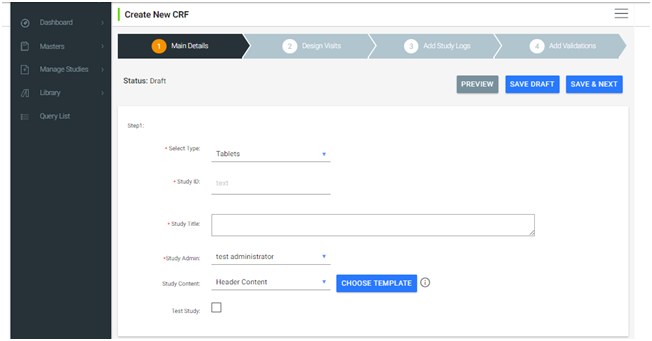 Dashboard
Masters
Manage Studies
Library
Query List
Create New CRF
1 Main Details
2 Design Visits
3 Add Study Logs
4 Add Validations
Status: Draft
PREVIEW
SAVE DRAFT
SAVE & NEXT
Step1:
* Select Type: Tablets
* Study ID: text
* Study Title:
*Study Admin: test administrator
Study Content: Header Content CHOOSE TEMPLATE
Test Study: